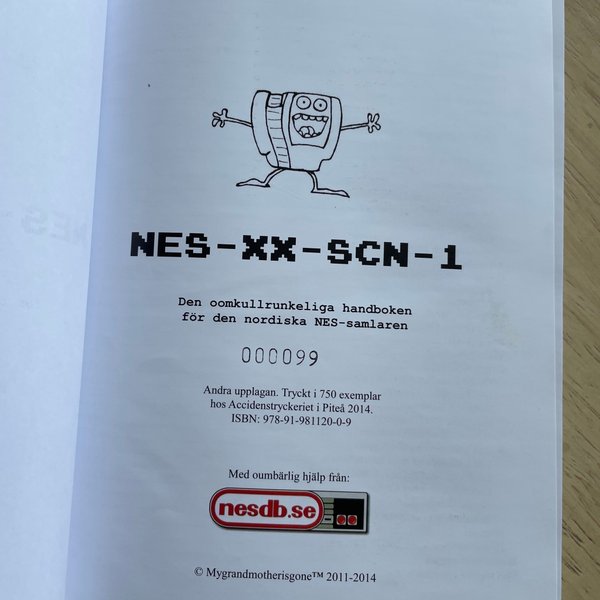 NES-XX-SCN-1
Den oomkullrunkeliga handboken
för den nordiska NES-samlaren
000099
Andra upplagan. Tryckt i 750 exemplar
hos Accidenstryckeriet i Piteå 2014.
ISBN: 978-91-981120-0-9
Med oumbärlig hjälp från:
nesdb.se
© Mygrandmotherisgone™ 2011-2014